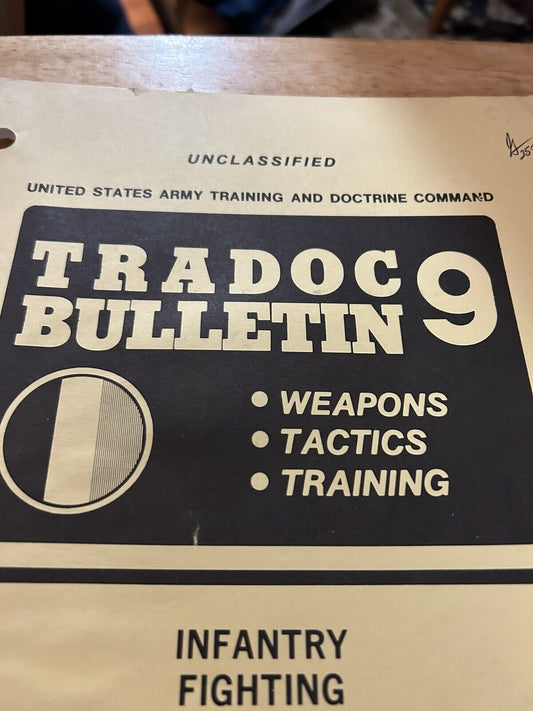 UNCLASSIFIED
UNITED STATES ARMY TRAINING AND DOCTRINE COMMAND
TRADOC
BULLETIN 9
• WEAPONS
• TACTICS
• TRAINING
INFANTRY
FIGHTING